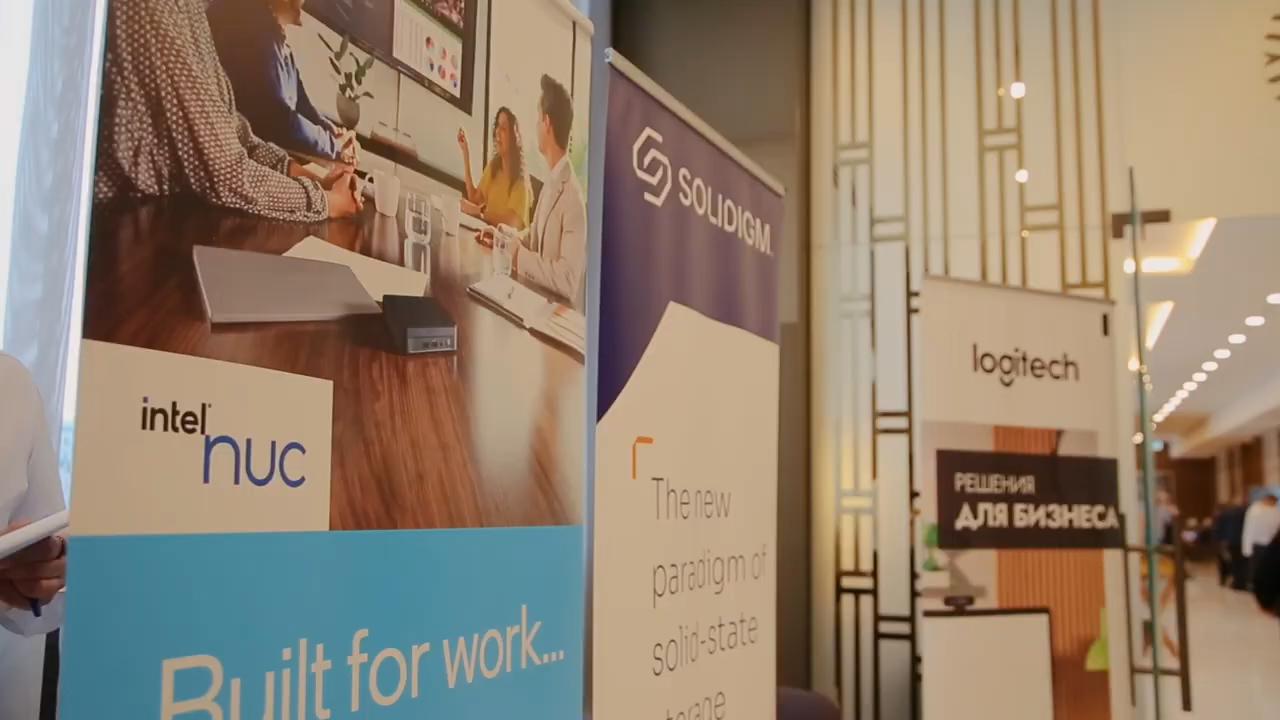 intel
nuc
Built for work...
SOLIDIGM
The new
paradigm of
solid-state
logitech
РЕШЕНИЯ
ДЛЯ БИЗНЕСА